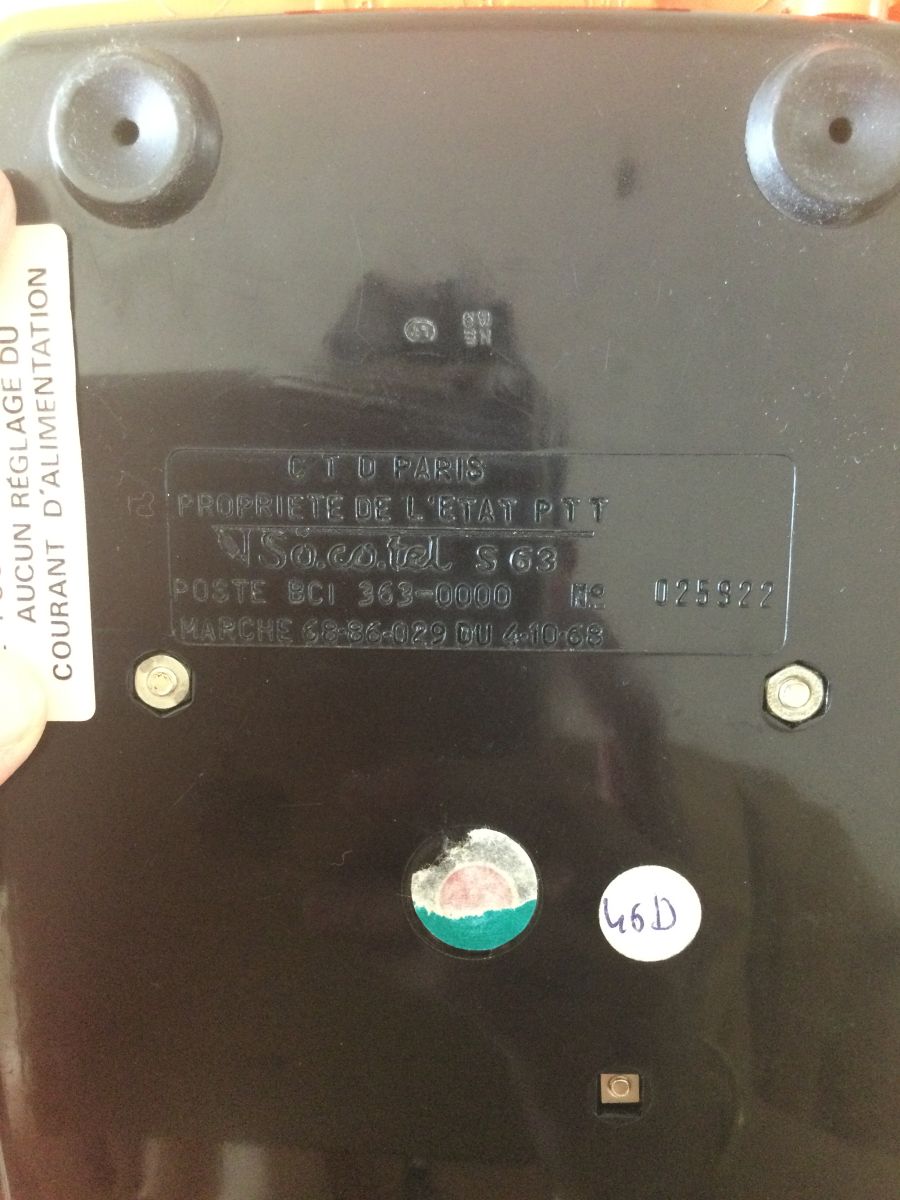 AUCUN RÉGLAGE DU
COURANT D'ALIMENTATION
C T D PARIS
PROPRIETE DE L'ETAT P T T
So.co.tel S 63
POSTE BCI 363-0000 Nº 025922
MARCHE 68-86-029 DU 4-10-68
46D